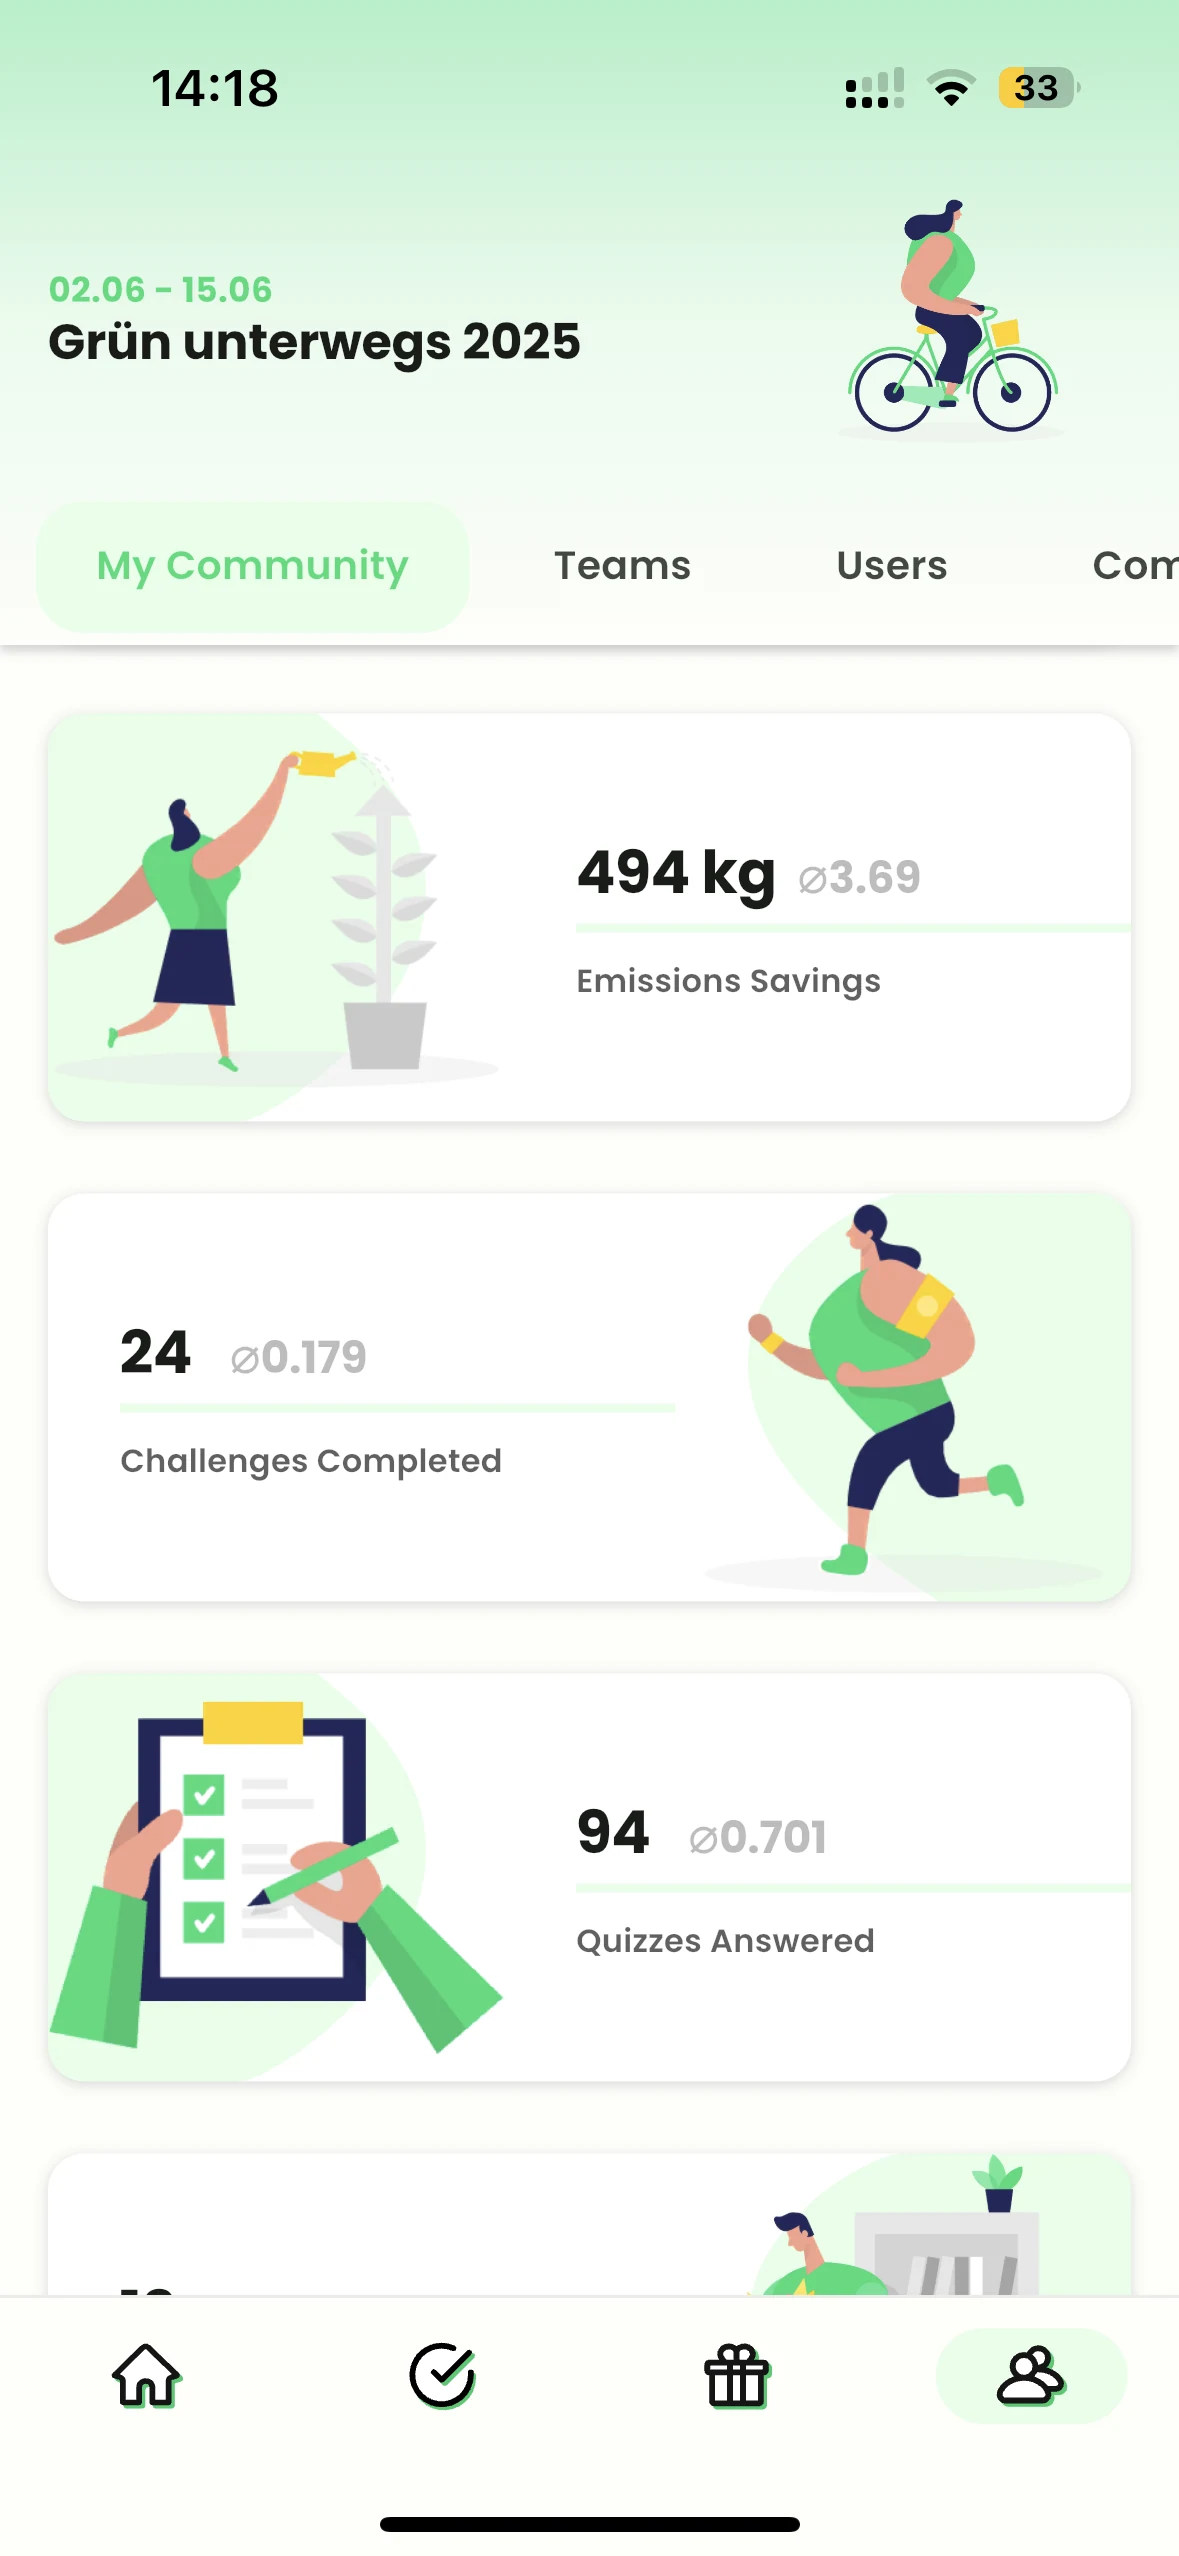 14:18
33
02.06 - 15.06
Grün unterwegs 2025
My Community
Teams
Users
494 kg ⌀3.69
Emissions Savings
24 ⌀0.179
Challenges Completed
94 ⌀0.701
Quizzes Answered